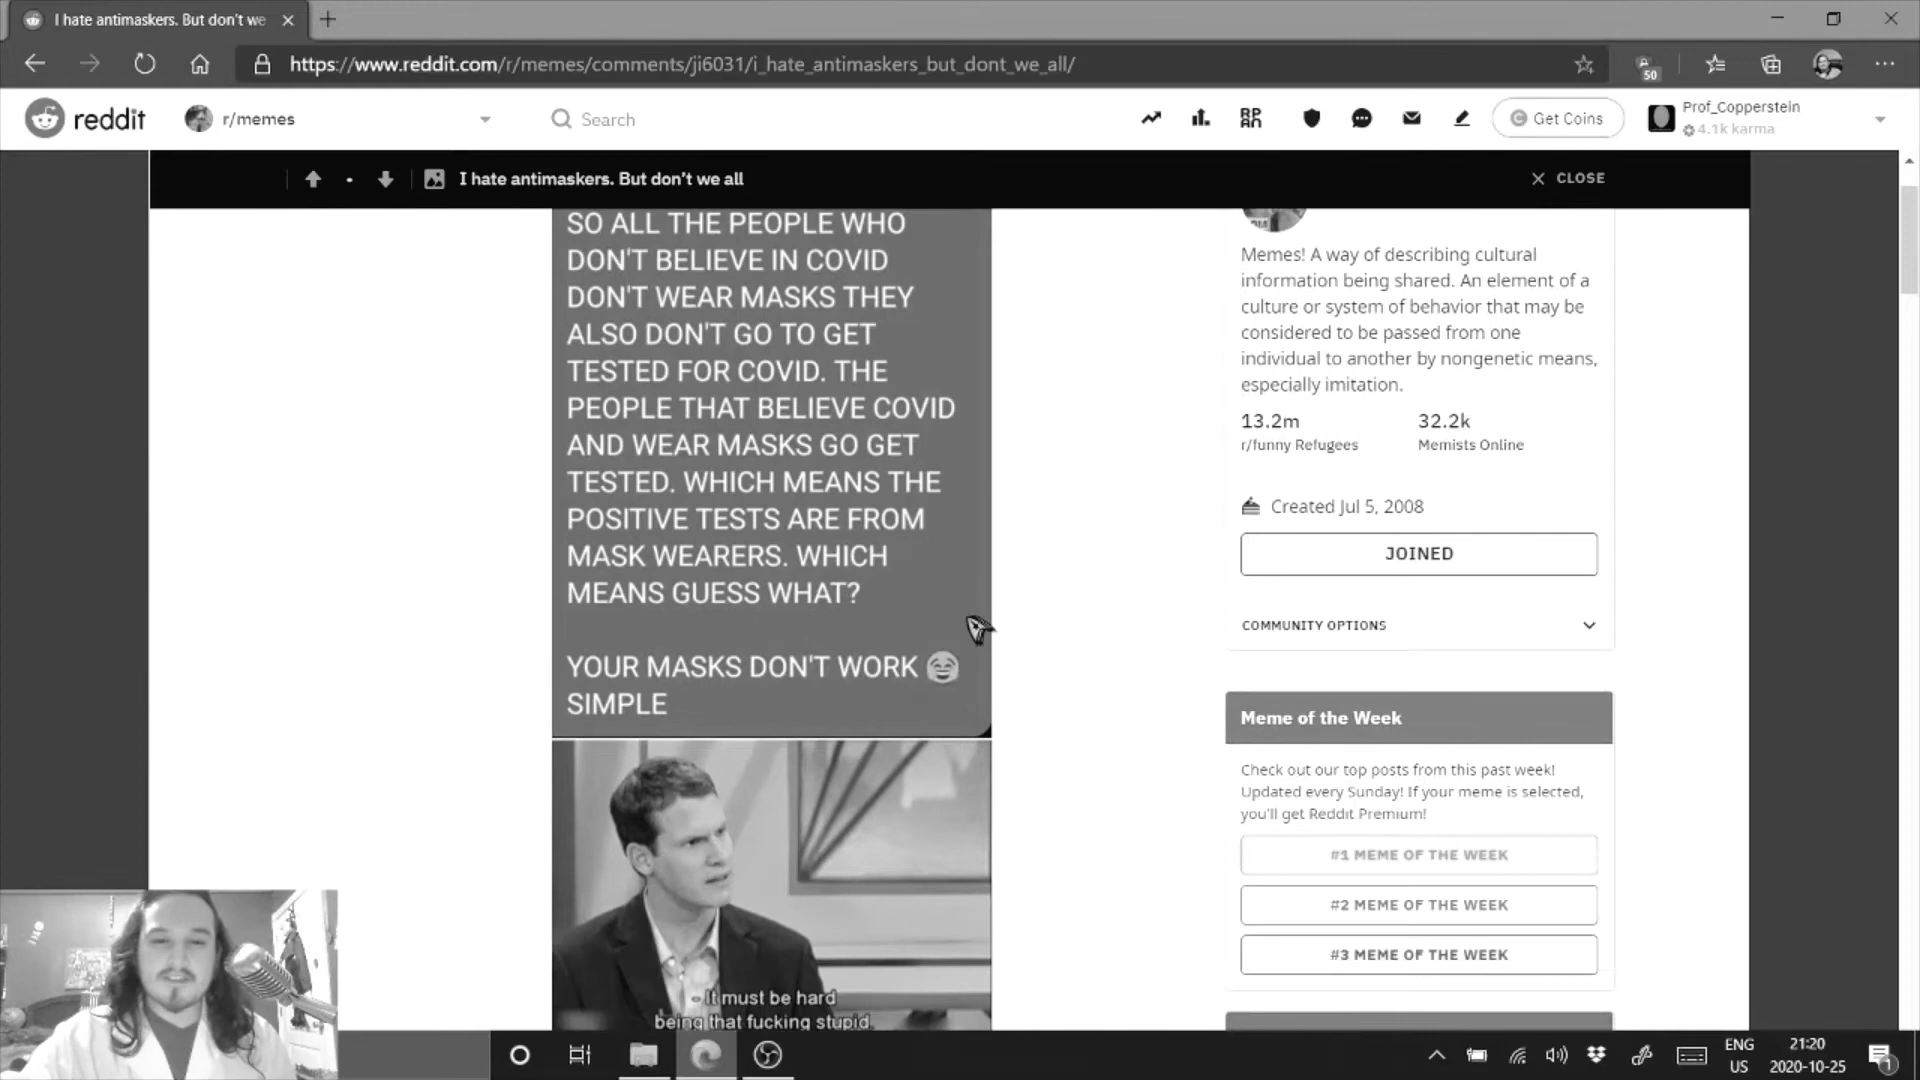 I hate antimaskers. But don't we
https://www.reddit.com/r/memes/comments/ji6031/i_hate_antimaskers_but_dont_we_all/
50
reddit
r/memes
Search
RP
AN
Get Coins
Prof_Copperstein
4.1k karma
I hate antimaskers. But don't we all
CLOSE
SO ALL THE PEOPLE WHO
DON'T BELIEVE IN COVID
DON'T WEAR MASKS THEY
ALSO DON'T GO TO GET
TESTED FOR COVID. THE
PEOPLE THAT BELIEVE COVID
AND WEAR MASKS GO GET
TESTED. WHICH MEANS THE
POSITIVE TESTS ARE FROM
MASK WEARERS. WHICH
MEANS GUESS WHAT?
YOUR MASKS DON'T WORK
SIMPLE
- It must be hard
being that fucking stupid.
Memes! A way of describing cultural
information being shared. An element of a
culture or system of behavior that may be
considered to be passed from one
individual to another by nongenetic means,
especially imitation.
13.2m
32.2k
r/funny Refugees
Memists Online
Created Jul 5, 2008
JOINED
COMMUNITY OPTIONS
Meme of the Week
Check out our top posts from this past week!
Updated every Sunday! If your meme is selected,
you'll get Reddit Premium!
#1 MEME OF THE WEEK
#2 MEME OF THE WEEK
#3 MEME OF THE WEEK
ENG
US
21:20
2020-10-25
1